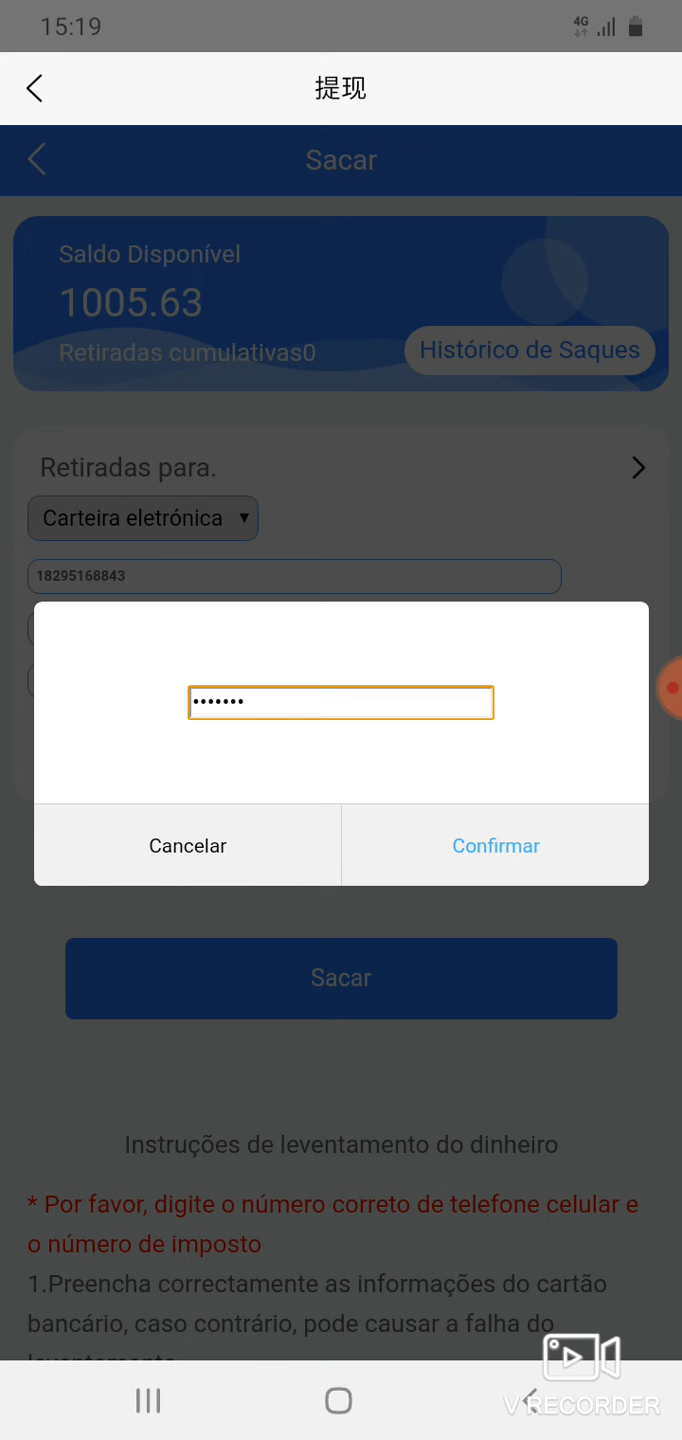 15:19
4G
提现
Sacar
Saldo Disponível
1005.63
Retiradas cumulativas0
Histórico de Saques
Retiradas para.
Carteira eletrónica
18295168843
•••••••
Cancelar
Confirmar
Sacar
Instruções de leventamento do dinheiro
* Por favor, digite o número correto de telefone celular e
o número de imposto
1.Preencha correctamente as informações do cartão
bancário, caso contrário, pode causar a falha do
V RECORDER